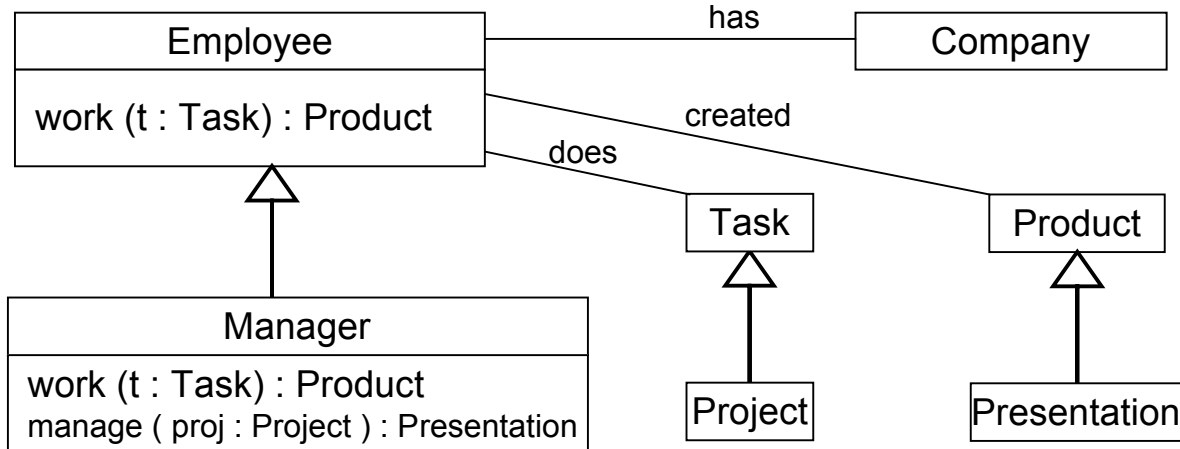 Employee
has
Company
work (t : Task) : Product
created
does
Task
Product
Manager
work (t : Task) : Product
manage ( proj : Project ) : Presentation
Project
Presentation